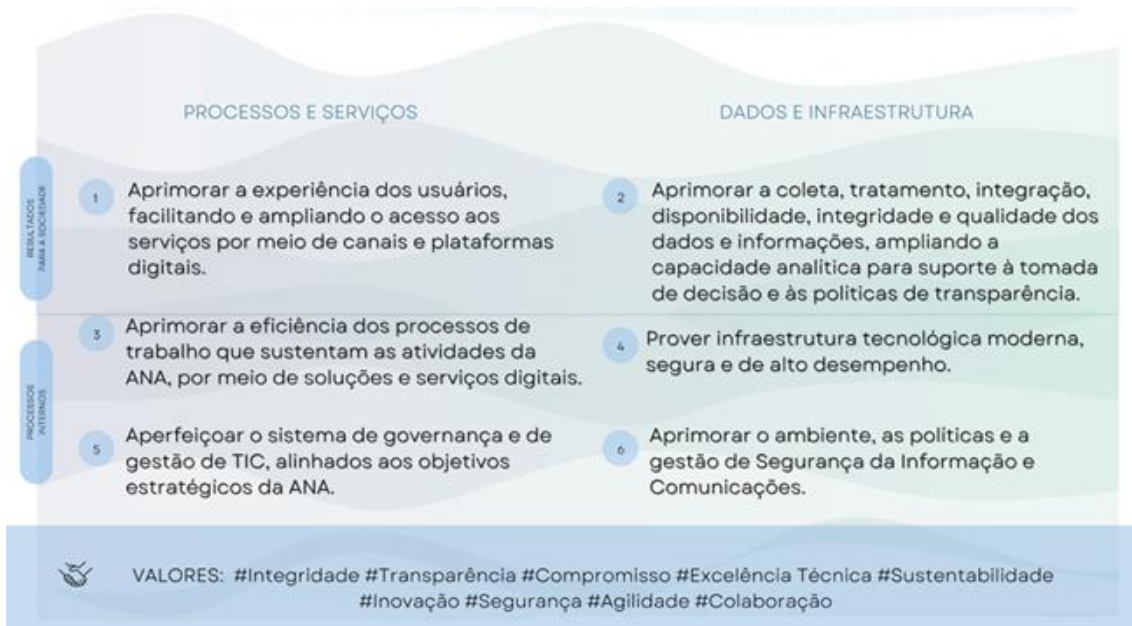 PROCESSOS E SERVIÇOS
DADOS E INFRAESTRUTURA
RESULTADOS
PARA A SOCIEDADE
1
Aprimorar a experiência dos usuários,
facilitando e ampliando o acesso aos
serviços por meio de canais e plataformas
digitais.
2
Aprimorar a coleta, tratamento, integração,
disponibilidade, integridade e qualidade dos
dados e informações, ampliando a
capacidade analítica para suporte à tomada
de decisão e às políticas de transparência.
PROCESSOS
INTERNOS
3
Aprimorar a eficiência dos processos de
trabalho que sustentam as atividades da
ANA, por meio de soluções e serviços digitais.
4
Prover infraestrutura tecnológica moderna,
segura e de alto desempenho.
5
Aperfeiçoar o sistema de governança e de
gestão de TIC, alinhados aos objetivos
estratégicos da ANA.
6
Aprimorar o ambiente, as políticas e a
gestão de Segurança da Informação e
Comunicações.
VALORES: #Integridade #Transparência #Compromisso #Excelência Técnica #Sustentabilidade
#Inovação #Segurança #Agilidade #Colaboração